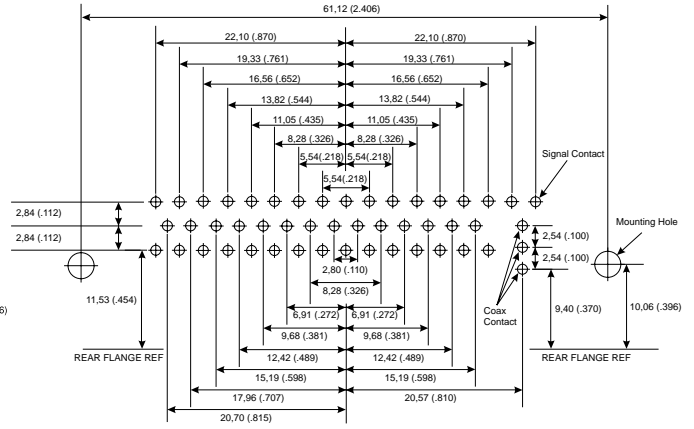 61,12 (2.406)
22,10 (.870) 22,10 (.870)
19,33 (.761) 19,33 (.761)
16,56 (.652) 16,56 (.652)
13,82 (.544) 13,82 (.544)
11,05 (.435) 11,05 (.435)
8,28 (.326) 8,28 (.326)
5,54(.218) 5,54(.218)
5,54(.218)
Signal Contact
2,84 (.112)
2,84 (.112)
2,54 (.100)
2,54 (.100)
Mounting Hole
2,80 (.110)
8,28 (.326)
6,91 (.272) 6,91 (.272)
9,68 (.381) 9,68 (.381)
12,42 (.489) 12,42 (.489)
15,19 (.598) 15,19 (.598)
17,96 (.707) 20,57 (.810)
20,70 (.815)
11,53 (.454)
Coax
Contact
9,40 (.370)
10,06 (.396)
REAR FLANGE REF REAR FLANGE REF